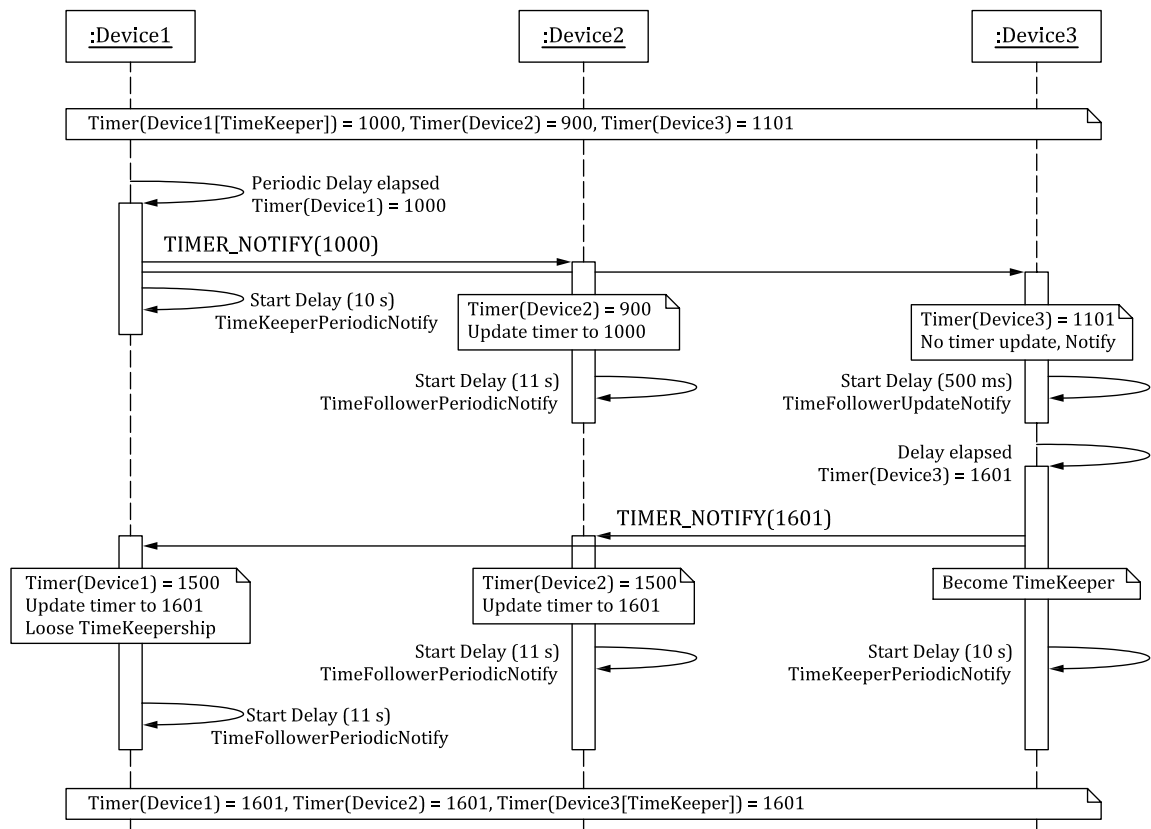 :Device1
:Device2
:Device3
Timer(Device1[TimeKeeper]) = 1000, Timer(Device2) = 900, Timer(Device3) = 1101
Periodic Delay elapsed
Timer(Device1) = 1000
TIMER_NOTIFY(1000)
Start Delay (10 s)
TimeKeeperPeriodicNotify
Timer(Device2) = 900
Update timer to 1000
Timer(Device3) = 1101
No timer update, Notify
Start Delay (11 s)
TimeFollowerPeriodicNotify
Start Delay (500 ms)
TimeFollowerUpdateNotify
Delay elapsed
Timer(Device3) = 1601
TIMER_NOTIFY(1601)
Timer(Device1) = 1500
Update timer to 1601
Loose TimeKeepership
Timer(Device2) = 1500
Update timer to 1601
Become TimeKeeper
Start Delay (11 s)
TimeFollowerPeriodicNotify
Start Delay (10 s)
TimeKeeperPeriodicNotify
Start Delay (11 s)
TimeFollowerPeriodicNotify
Timer(Device1) = 1601, Timer(Device2) = 1601, Timer(Device3[TimeKeeper]) = 1601